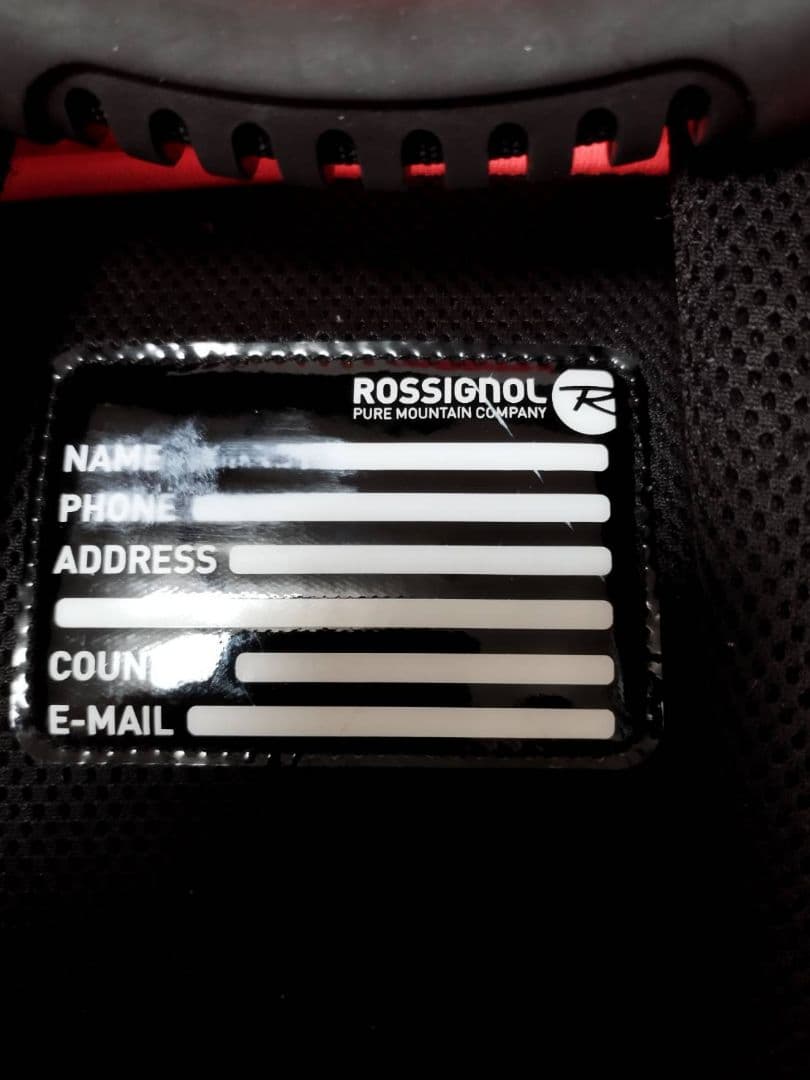 ROSSIGNOL
PURE MOUNTAIN COMPANY
NAME
PHONE
ADDRESS
E-MAIL